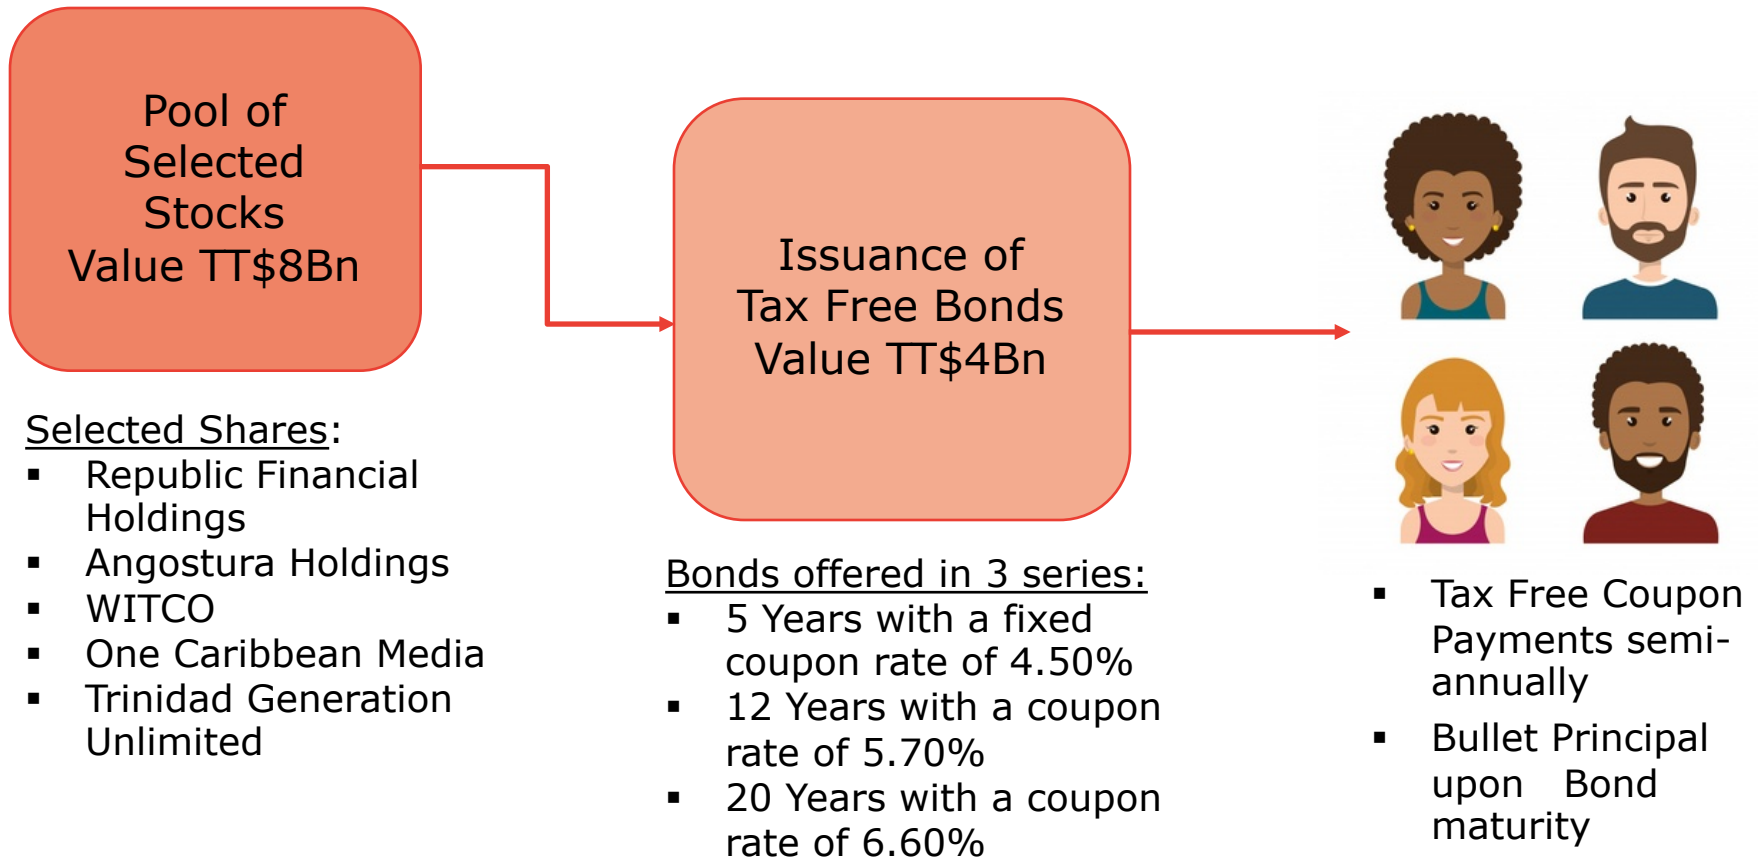 Pool of
Selected
Stocks
Value TT$8Bn
Selected Shares:
▪ Republic Financial
Holdings
▪ Angostura Holdings
▪ WITCO
▪ One Caribbean Media
▪ Trinidad Generation
Unlimited
Issuance of
Tax Free Bonds
Value TT$4Bn
Bonds offered in 3 series:
▪ 5 Years with a fixed
coupon rate of 4.50%
▪ 12 Years with a coupon
rate of 5.70%
▪ 20 Years with a coupon
rate of 6.60%
▪ Tax Free Coupon
Payments semi-
annually
▪ Bullet Principal
upon Bond
maturity